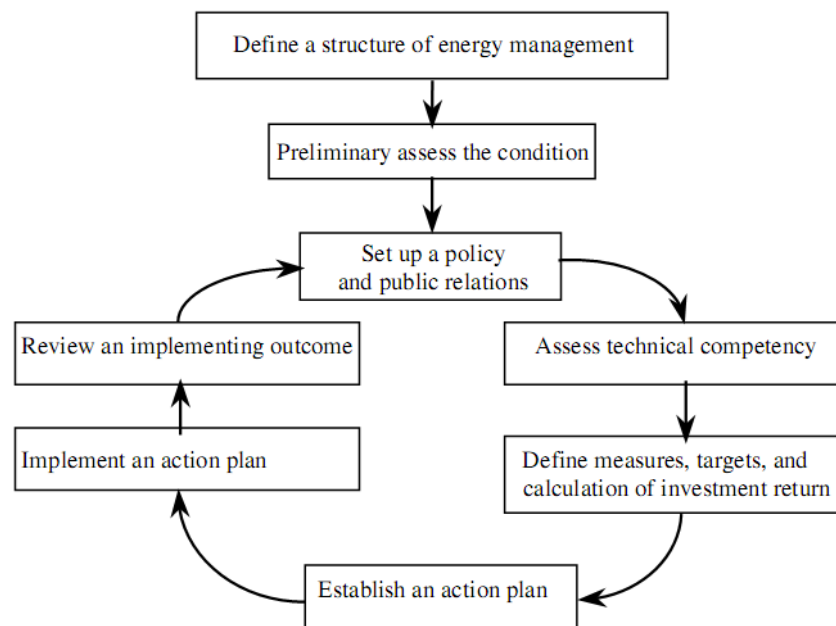 Define a structure of energy management
Preliminary assess the condition
Set up a policy
and public relations
Review an implementing outcome
Assess technical competency
Implement an action plan
Define measures, targets, and
calculation of investment return
Establish an action plan